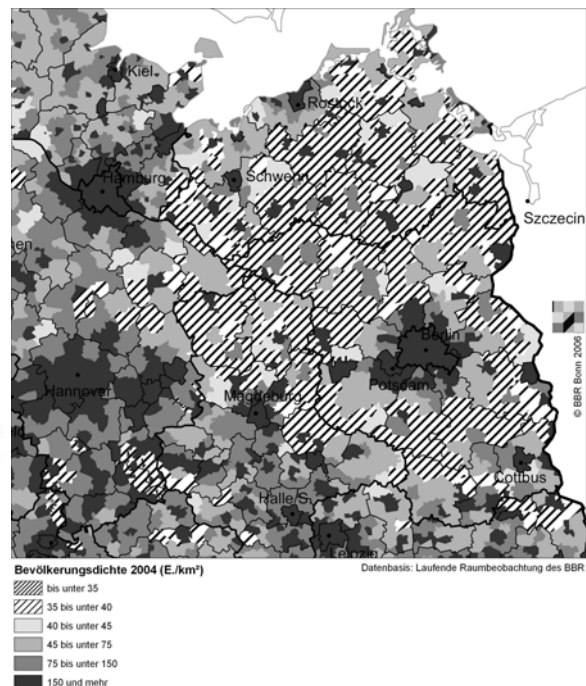 Kiel
Rostock
Hamburg
Schwerin
Szczecin
Berlin
Hannover
Potsdam
Magdeburg
Cottbus
Halle S.
Leipzig
© BBR Bonn 2006
Bevölkerungsdichte 2004 (E./km²)
Datenbasis: Laufende Raumbeobachtung des BBR
bis unter 35
35 bis unter 40
40 bis unter 45
45 bis unter 75
75 bis unter 150
150 und mehr